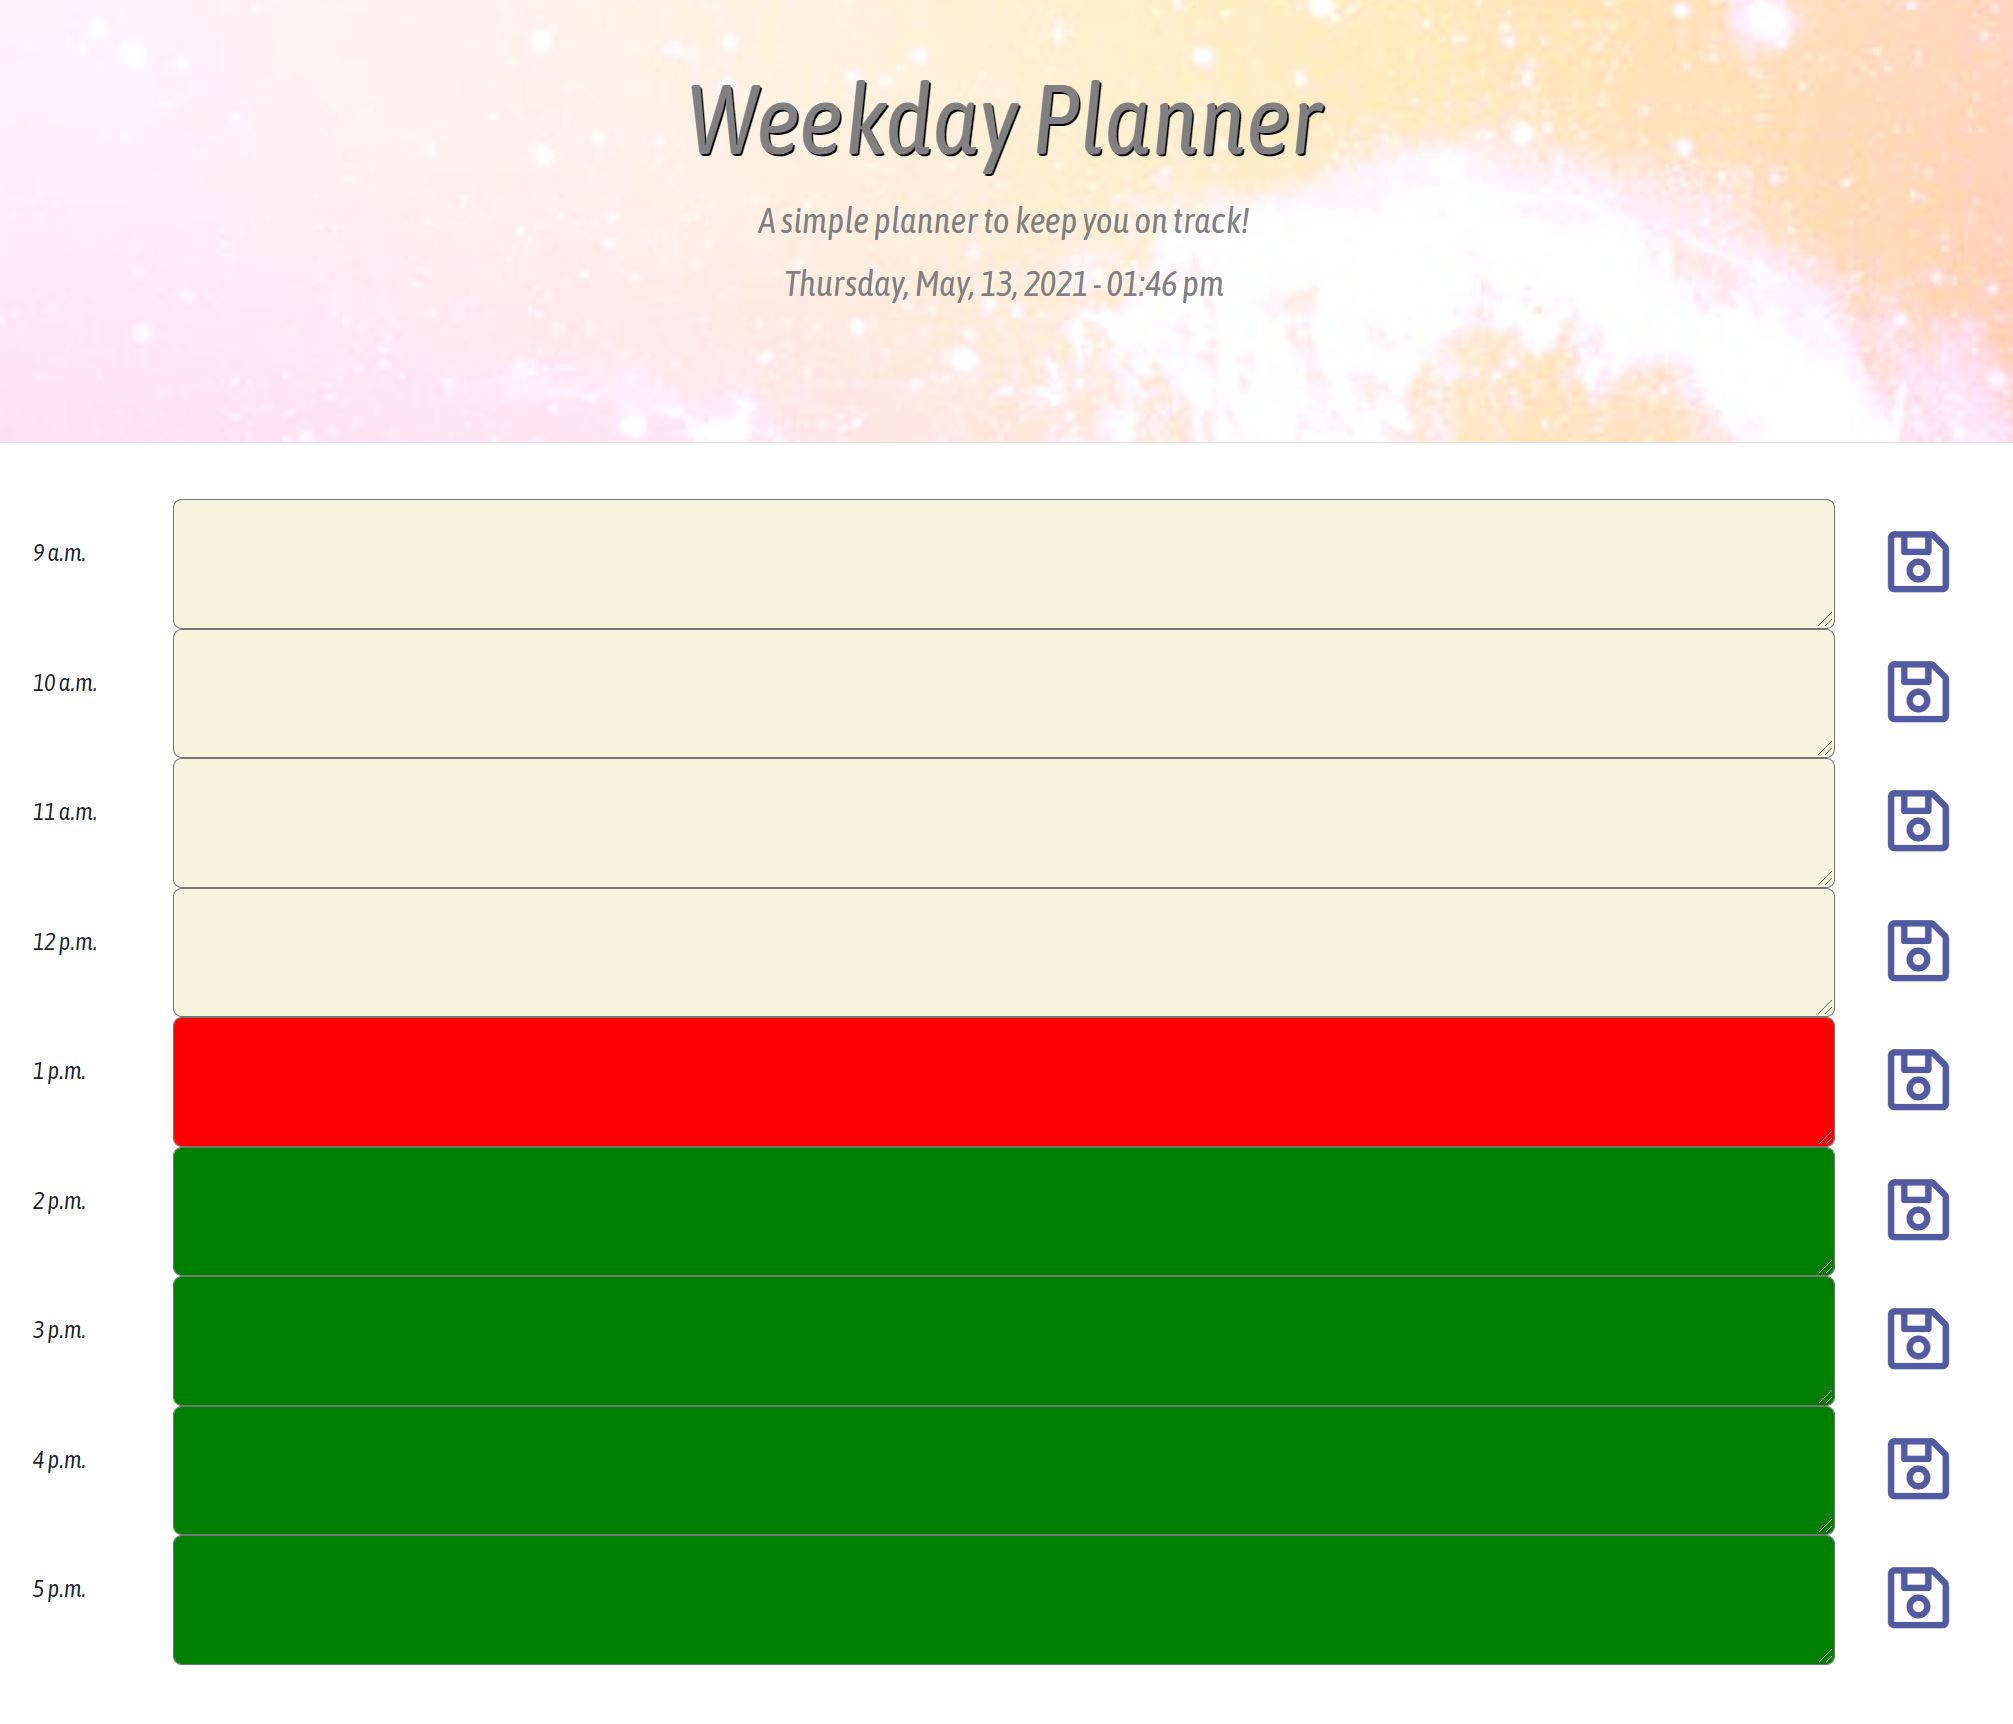 Weekday Planner
A simple planner to keep you on track!
Thursday, May, 13, 2021 - 01:46 pm
9 a.m.
10 a.m.
11 a.m.
12 p.m.
1 p.m.
2 p.m.
3 p.m.
4 p.m.
5 p.m.